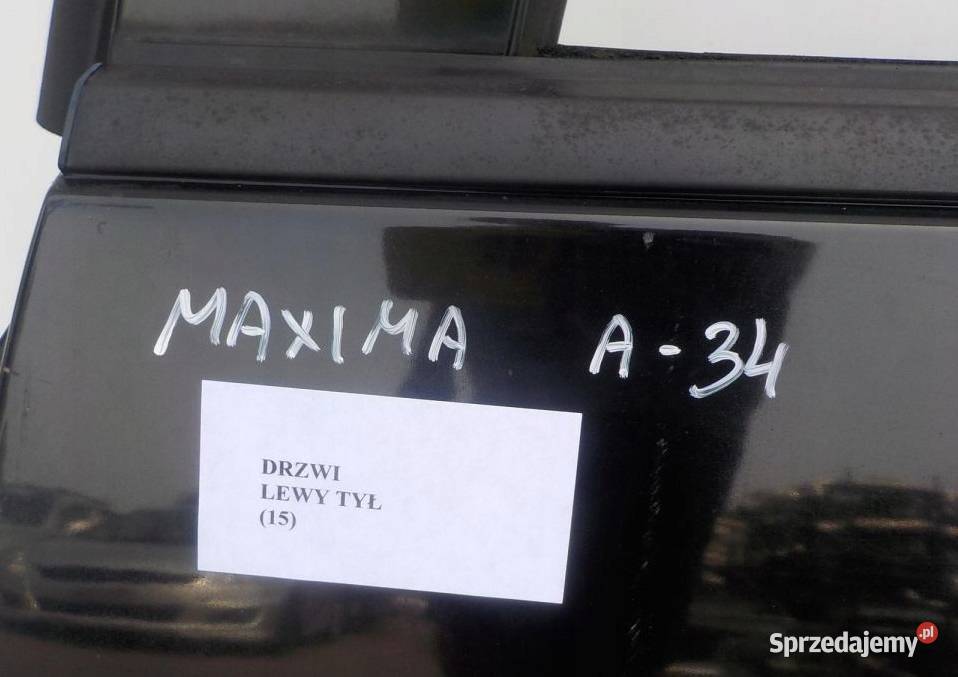 MAXIMA A-34
DRZWI
LEWY TYŁ
(15)
Sprzedajemy.pl